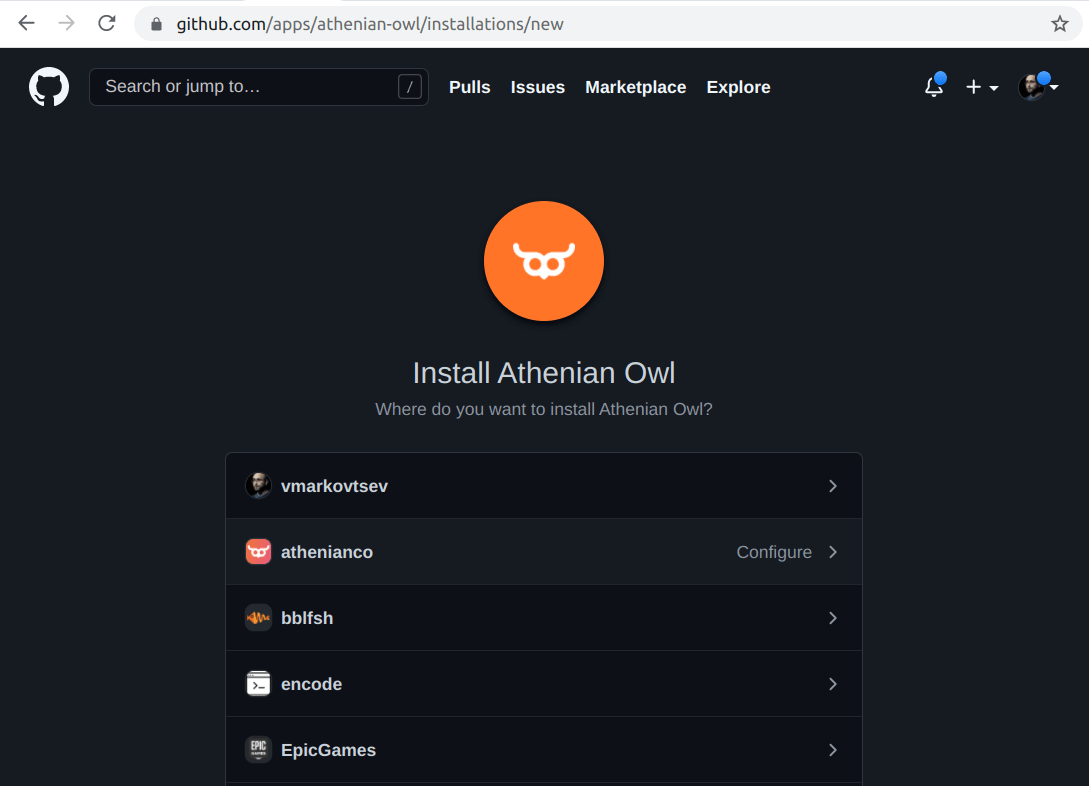 github.com/apps/athenian-owl/installations/new
Search or jump to… / Pulls Issues Marketplace Explore
Install Athenian Owl
Where do you want to install Athenian Owl?
vmarkovtsev
athenianco Configure
bblfsh
encode
EPIC GAMES EpicGames